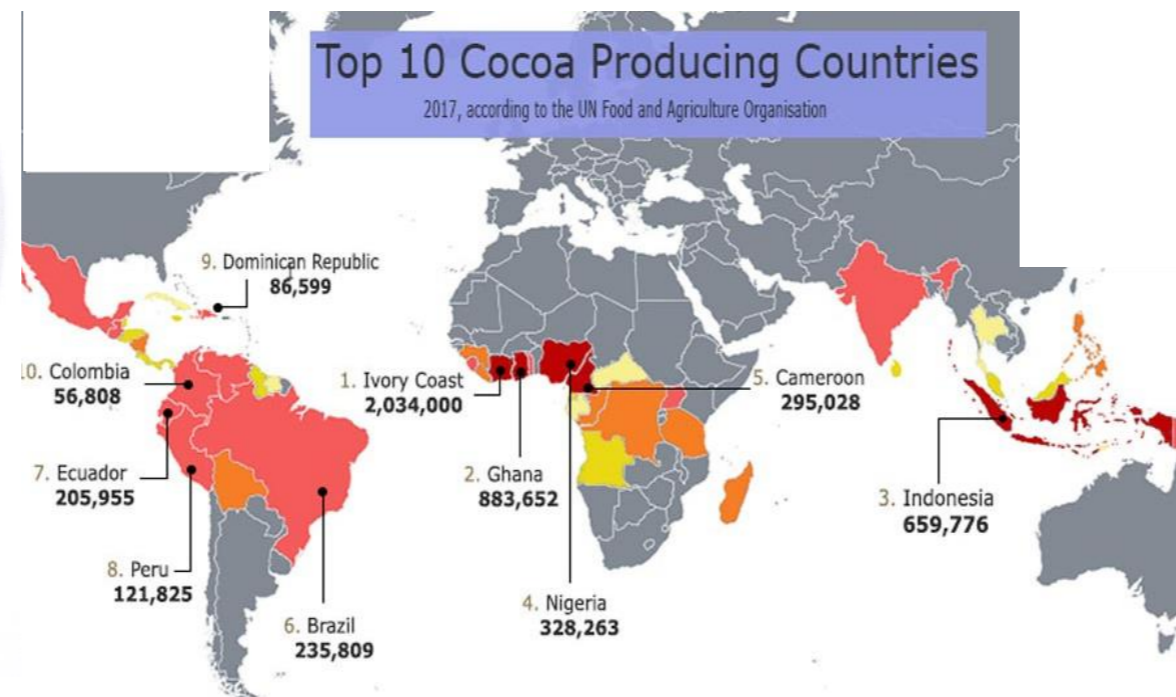 Top 10 Cocoa Producing Countries
2017, according to the UN Food and Agriculture Organisation
9. Dominican Republic
86,599
10. Colombia
56,808
1. Ivory Coast
2,034,000
5. Cameroon
295,028
7. Ecuador
205,955
2. Ghana
883,652
3. Indonesia
659,776
8. Peru
121,825
4. Nigeria
328,263
6. Brazil
235,809